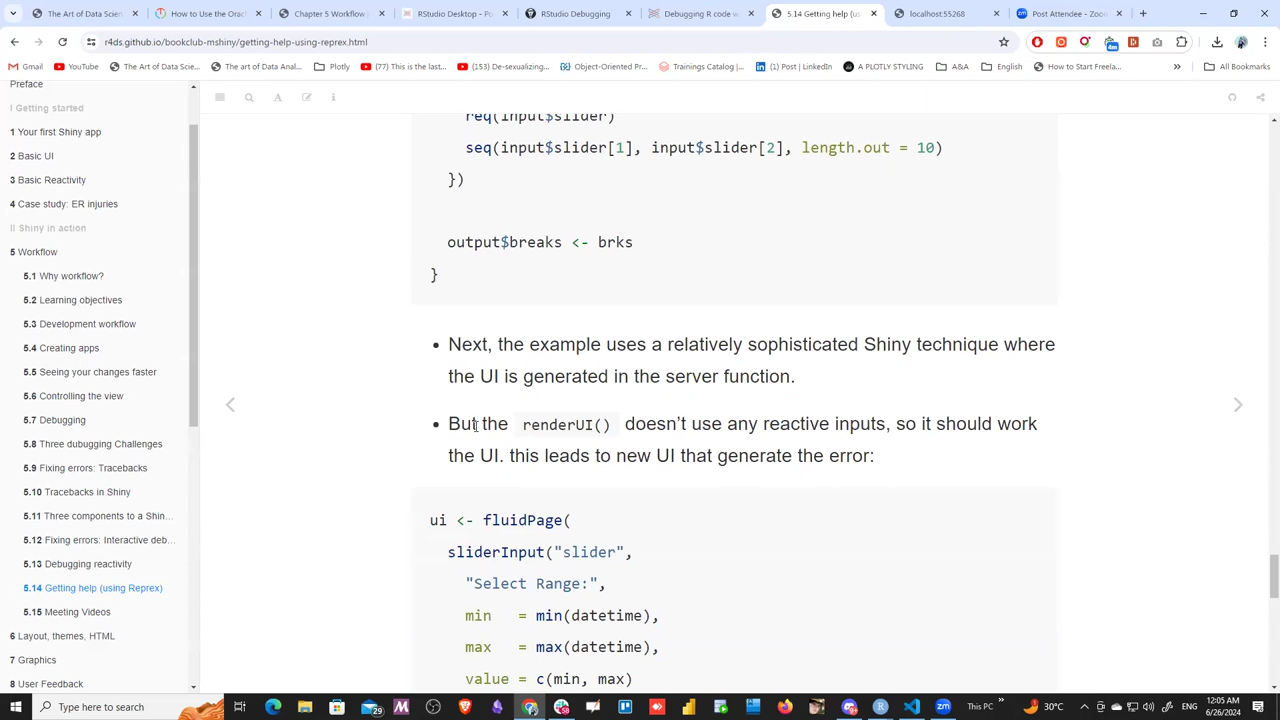 The Art of Data Scien
How to Use the Orac
Chapter 5 Workflow
RStudio Desktop - Po
RStudio Debugging
Debugging R code w
5.14 Getting help (us
localhost:55268
Post Attendee - Zoo
r4ds.github.io/bookclub-mshiny/getting-help-using-reprex.html
4m
Gmail
YouTube
The Art of Data Scie...
The art of Data Anal...
Plotly
(77) This is the last...
(153) De-sexualizing...
Object-Oriented Pr...
Trainings Catalog |...
(1) Post | LinkedIn
A PLOTLY STYLING
A&A
English
How to Start Freela...
All Bookmarks
Preface
I Getting started
1 Your first Shiny app
2 Basic UI
3 Basic Reactivity
4 Case study: ER injuries
II Shiny in action
5 Workflow
5.1 Why workflow?
5.2 Learning objectives
5.3 Development workflow
5.4 Creating apps
5.5 Seeing your changes faster
5.6 Controlling the view
5.7 Debugging
5.8 Three dubugging Challenges
5.9 Fixing errors: Tracebacks
5.10 Tracebacks in Shiny
5.11 Three components to a Shin...
5.12 Fixing errors: Interactive deb...
5.13 Debugging reactivity
5.14 Getting help (using Reprex)
5.15 Meeting Videos
6 Layout, themes, HTML
7 Graphics
8 User Feedback
req(input$slider)
seq(input$slider[1], input$slider[2], length.out = 10)
})
output$breaks <- brks
}
• Next, the example uses a relatively sophisticated Shiny technique where
the UI is generated in the server function.
• But the renderUI() doesn’t use any reactive inputs, so it should work
the UI. this leads to new UI that generate the error:
ui <- fluidPage(
sliderInput("slider",
"Select Range:",
min = min(datetime),
max = max(datetime),
value = c(min, max)
Type here to search
29
58
This PC
30°C
12:05 AM
6/26/2024